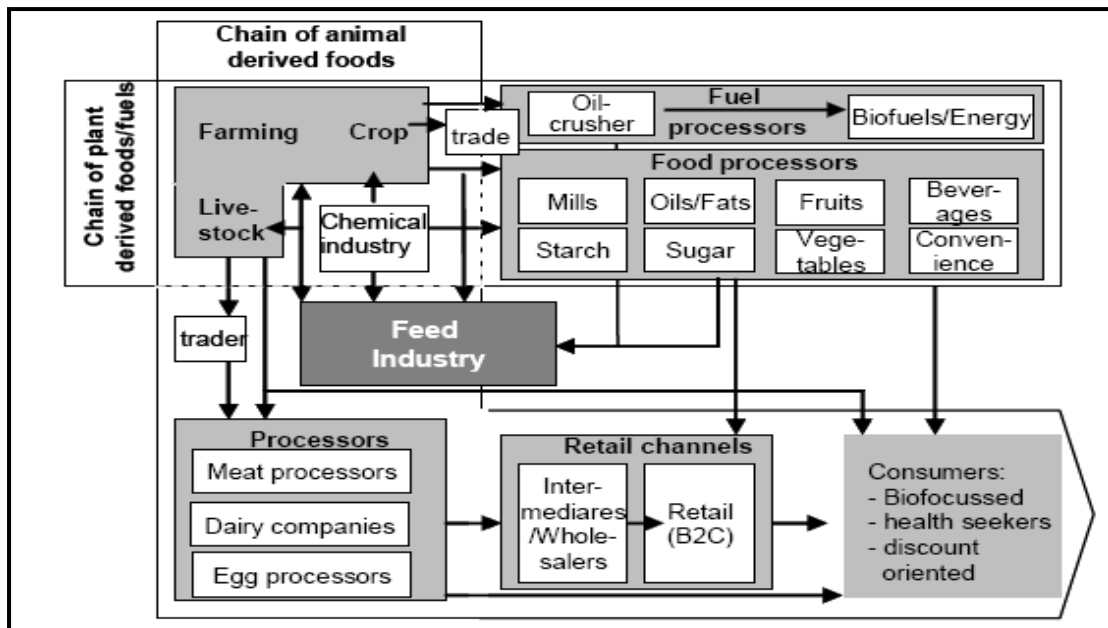 Chain of animal
derived foods
Chain of plant
derived foods/fuels
Farming
Crop
Live-
stock
trade
Chemical
industry
Oil-
crusher
Fuel
processors
Biofuels/Energy
Food processors
Mills
Oils/Fats
Fruits
Bever-
ages
Starch
Sugar
Vege-
tables
Conven-
ience
trader
Feed
Industry
Processors
Meat processors
Dairy companies
Egg processors
Retail channels
Inter-
mediares
/Whole-
salers
Retail
(B2C)
Consumers:
- Biofocussed
- health seekers
- discount
oriented